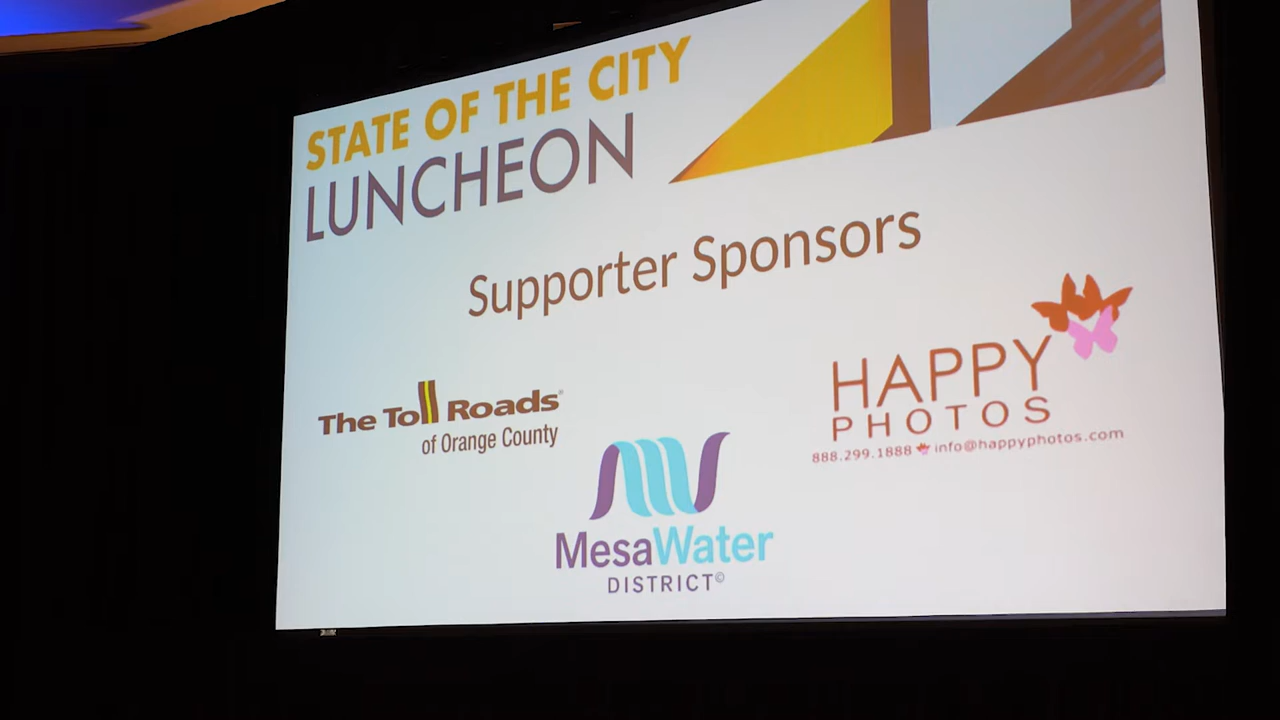 STATE OF THE CITY
LUNCHEON
Supporter Sponsors
The Toll Roads®
of Orange County
MesaWater
DISTRICT©
HAPPY
PHOTOS
888.299.1888 info@happyphotos.com